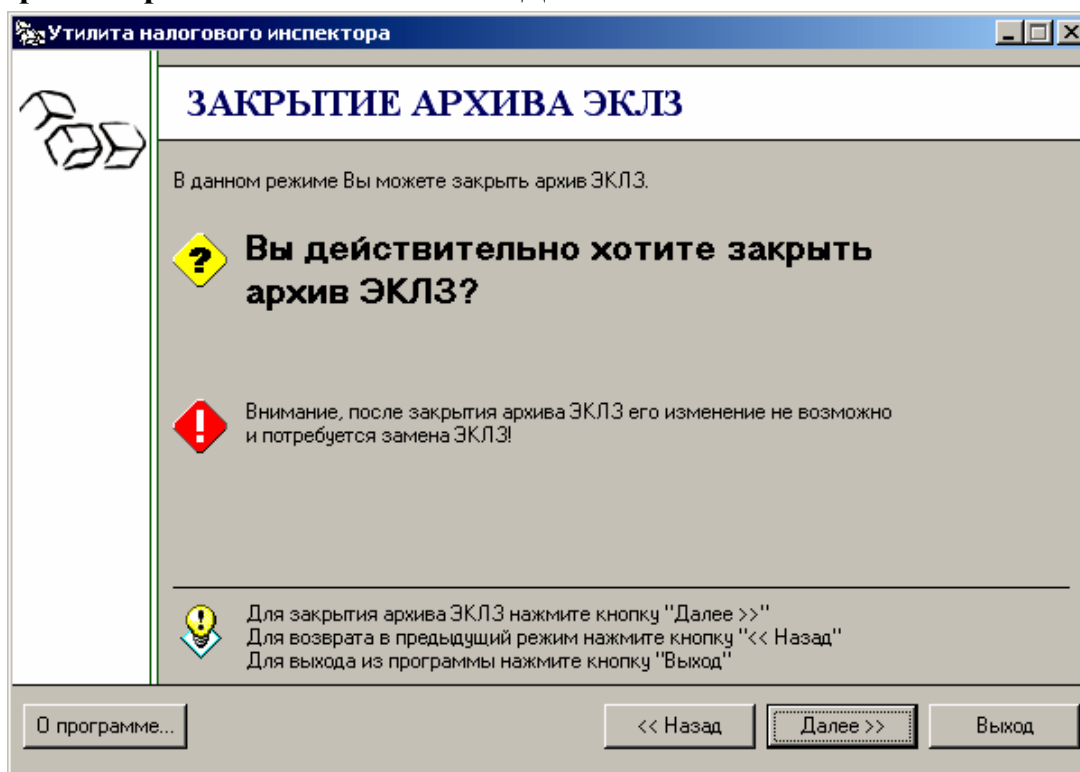 Утилита налогового инспектора
ЗАКРЫТИЕ АРХИВА ЭКЛЗ
В данном режиме Вы можете закрыть архив ЭКЛЗ.
Вы действительно хотите закрыть
архив ЭКЛЗ?
Внимание, после закрытия архива ЭКЛЗ его изменение не возможно
и потребуется замена ЭКЛЗ!
Для закрытия архива ЭКЛЗ нажмите кнопку "Далее >>"
Для возврата в предыдущий режим нажмите кнопку "<< Назад"
Для выхода из программы нажмите кнопку "Выход"
О программе... << Назад Далее >> Выход